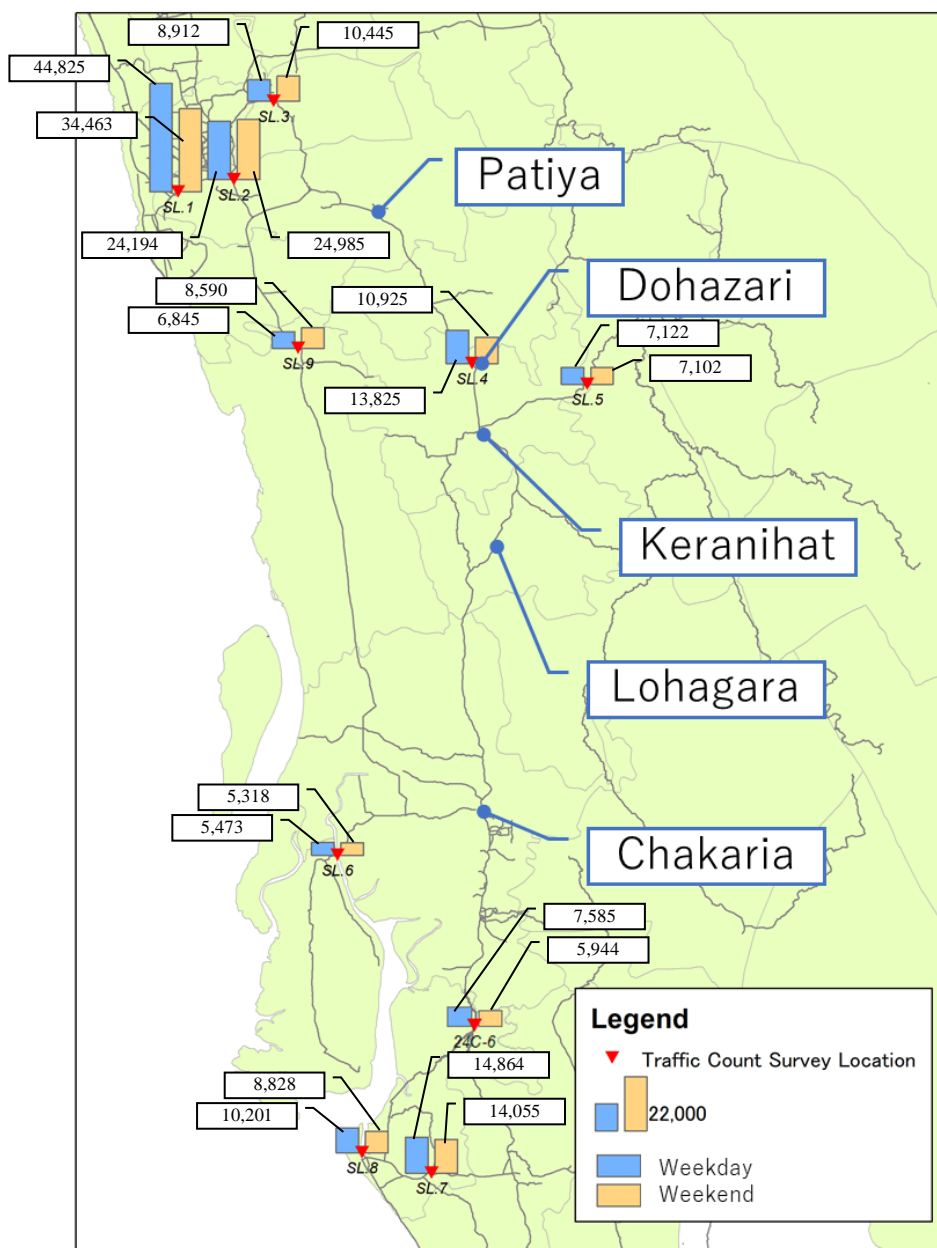 8,912
10,445
44,825
34,463
SL.3
Patiya
SL.1
SL.2
24,194
24,985
Dohazari
8,590
10,925
6,845
7,122
SL.9
7,102
SL.4
SL.5
13,825
Keranihat
Lohagara
5,318
5,473
Chakaria
SL.6
7,585
5,944
24C-6
14,864
8,828
10,201
14,055
SL.8
SL.7
Legend
Traffic Count Survey Location
22,000
Weekday
Weekend